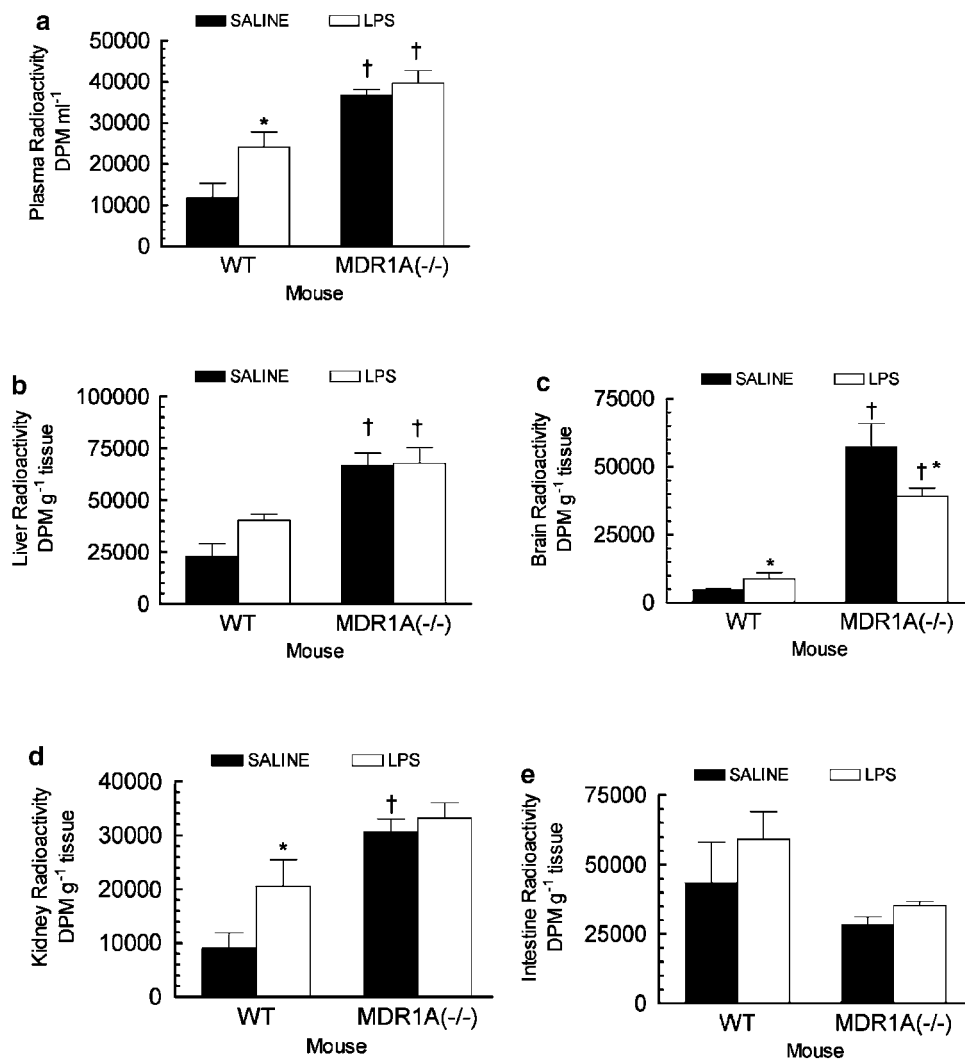 a
SALINE LPS
Plasma Radioactivity
DPM ml-1
50000
40000
30000
20000
10000
0
*
†
†
WT MDR1A(-/-)
Mouse
b
SALINE LPS
Liver Radioactivity
DPM g-1 tissue
100000
75000
50000
25000
0
†
†
WT MDR1A(-/-)
Mouse
c
SALINE LPS
Brain Radioactivity
DPM g-1 tissue
75000
50000
25000
0
*
†
† *
WT MDR1A(-/-)
Mouse
d
SALINE LPS
Kidney Radioactivity
DPM g-1 tissue
40000
30000
20000
10000
0
*
†
WT MDR1A(-/-)
Mouse
e
SALINE LPS
Intestine Radioactivity
DPM g-1 tissue
75000
50000
25000
0
WT MDR1A(-/-)
Mouse